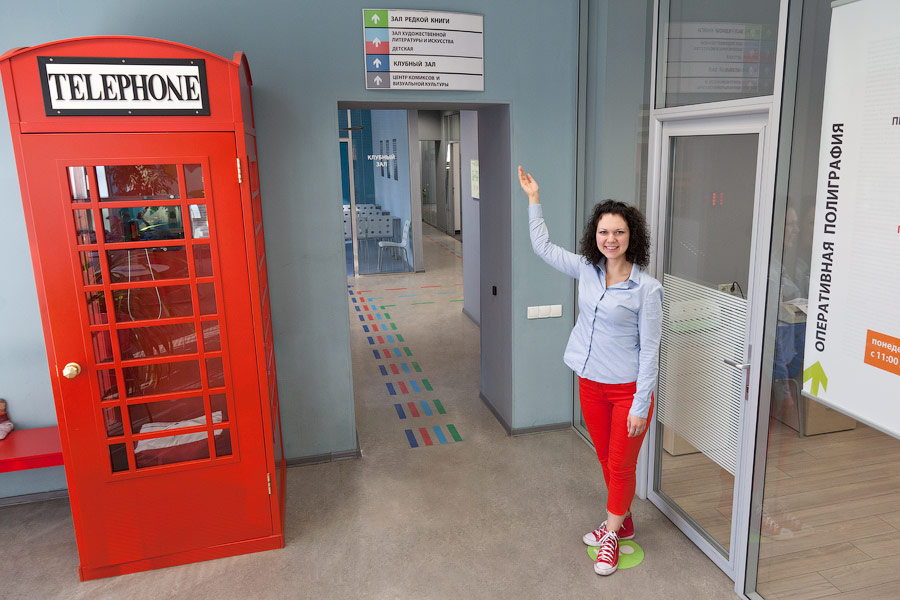 TELEPHONE
ЗАЛ РЕДКОЙ КНИГИ
ЗАЛ ХУДОЖЕСТВЕННОЙ
ЛИТЕРАТУРЫ И ИСКУССТВА
ДЕТСКАЯ
КЛУБНЫЙ ЗАЛ
ЦЕНТР КОМИКСОВ И
ВИЗУАЛЬНОЙ КУЛЬТУРЫ
КЛУБНЫЙ
ЗАЛ
ОПЕРАТИВНАЯ ПОЛИГРАФИЯ
понеде
с 11:00